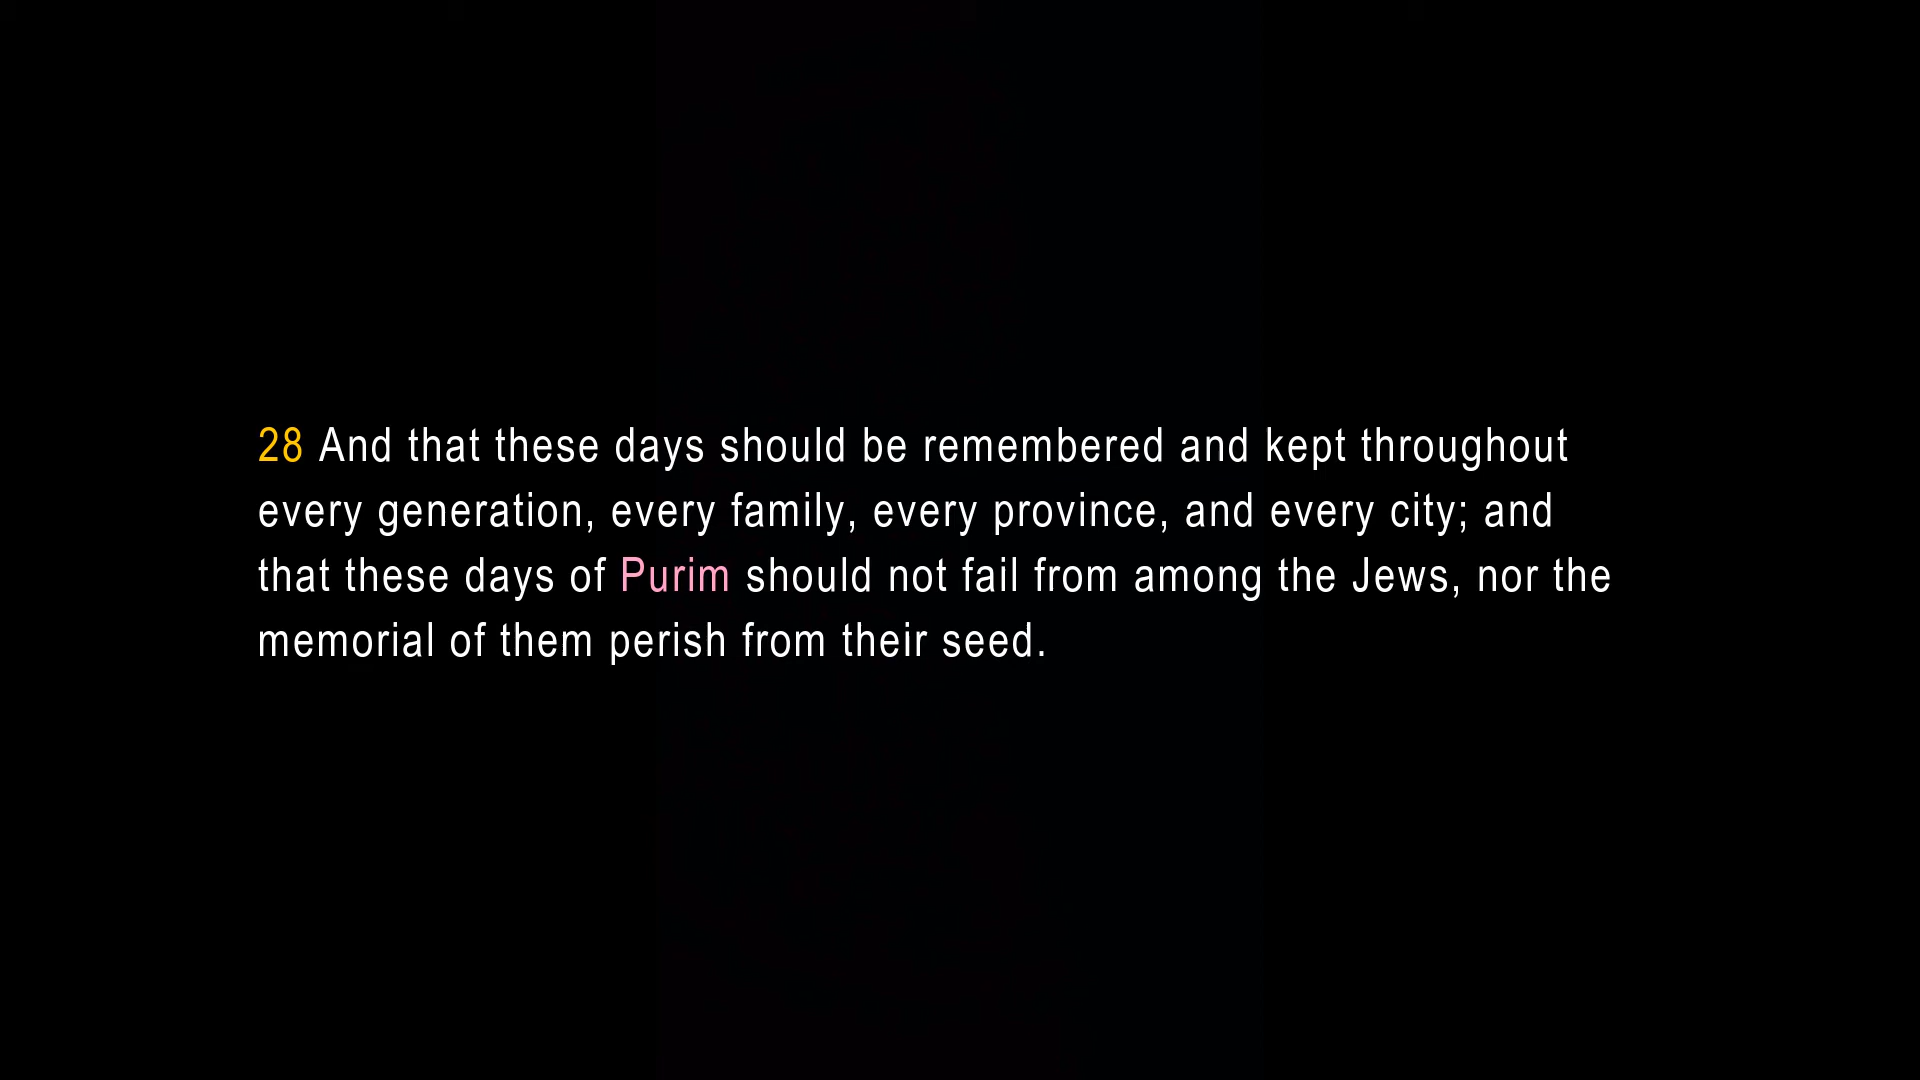 28 And that these days should be remembered and kept throughout
every generation, every family, every province, and every city; and
that these days of Purim should not fail from among the Jews, nor the
memorial of them perish from their seed.